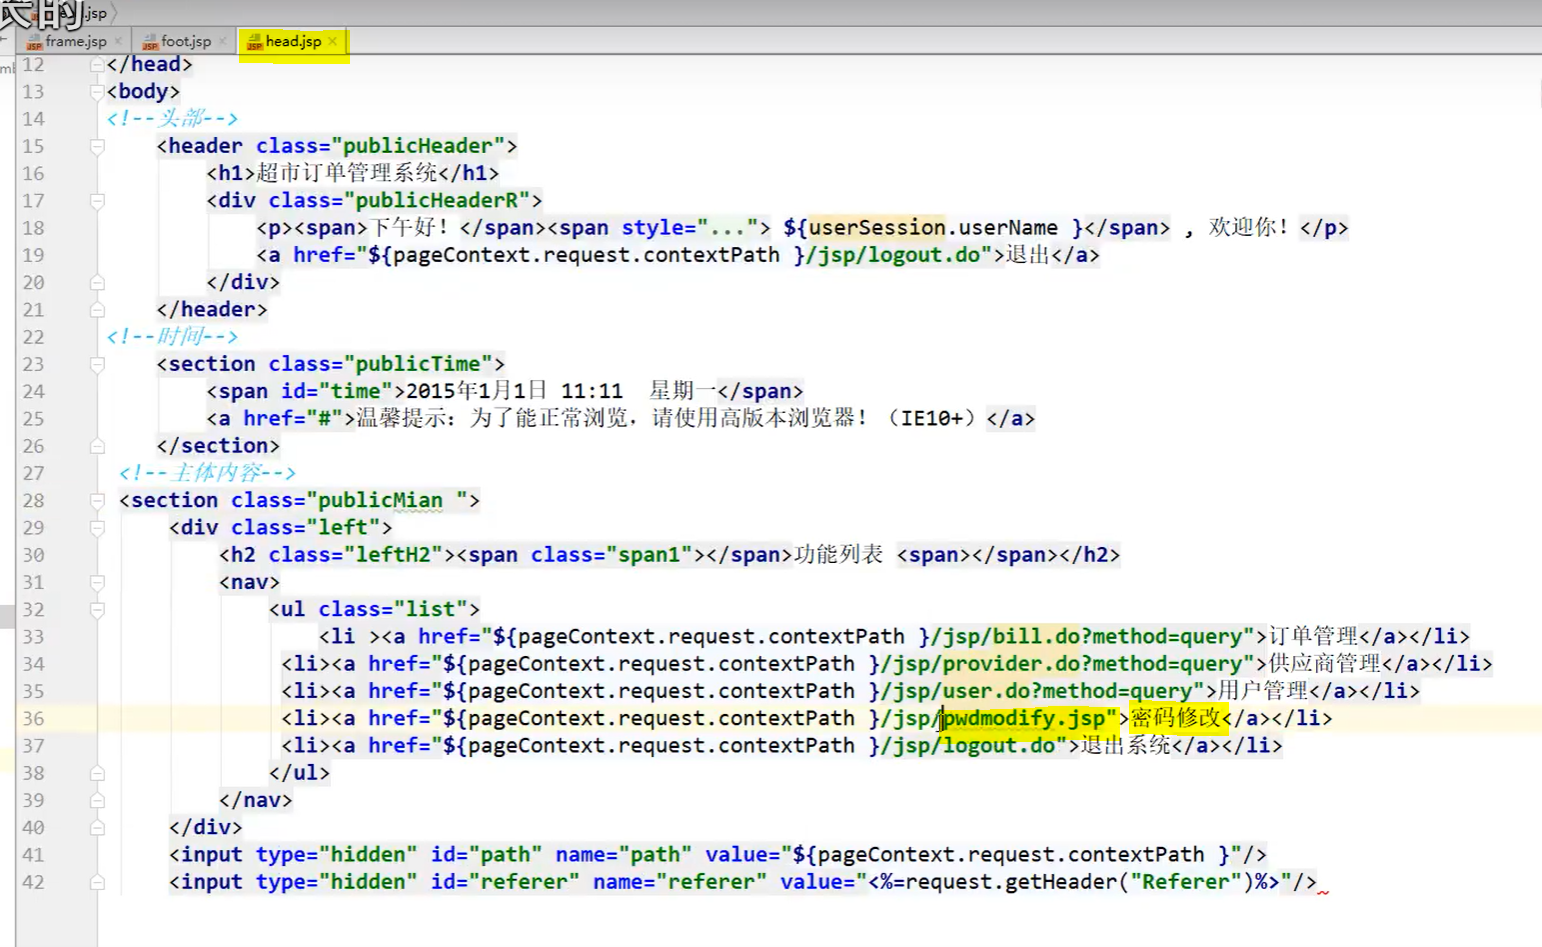 d.jsp
frame.jsp × foot.jsp × head.jsp ×
12 </head>
13 <body>
14 <!--头部-->
15 <header class="publicHeader">
16 <h1>超市订单管理系统</h1>
17 <div class="publicHeaderR">
18 <p><span>下午好！</span><span style="..."> ${userSession.userName }</span> , 欢迎你！</p>
19 <a href="${pageContext.request.contextPath }/jsp/logout.do">退出</a>
20 </div>
21 </header>
22 <!--时间-->
23 <section class="publicTime">
24 <span id="time">2015年1月1日 11:11  星期一</span>
25 <a href="#">温馨提示：为了能正常浏览，请使用高版本浏览器！（IE10+）</a>
26 </section>
27 <!--主体内容-->
28 <section class="publicMian ">
29 <div class="left">
30 <h2 class="leftH2"><span class="span1"></span>功能列表 <span></span></h2>
31 <nav>
32 <ul class="list">
33 <li ><a href="${pageContext.request.contextPath }/jsp/bill.do?method=query">订单管理</a></li>
34 <li><a href="${pageContext.request.contextPath }/jsp/provider.do?method=query">供应商管理</a></li>
35 <li><a href="${pageContext.request.contextPath }/jsp/user.do?method=query">用户管理</a></li>
36 <li><a href="${pageContext.request.contextPath }/jsp/pwdmodify.jsp">密码修改</a></li>
37 <li><a href="${pageContext.request.contextPath }/jsp/logout.do">退出系统</a></li>
38 </ul>
39 </nav>
40 </div>
41 <input type="hidden" id="path" name="path" value="${pageContext.request.contextPath }"/>
42 <input type="hidden" id="referer" name="referer" value="<%=request.getHeader("Referer")%>"/>